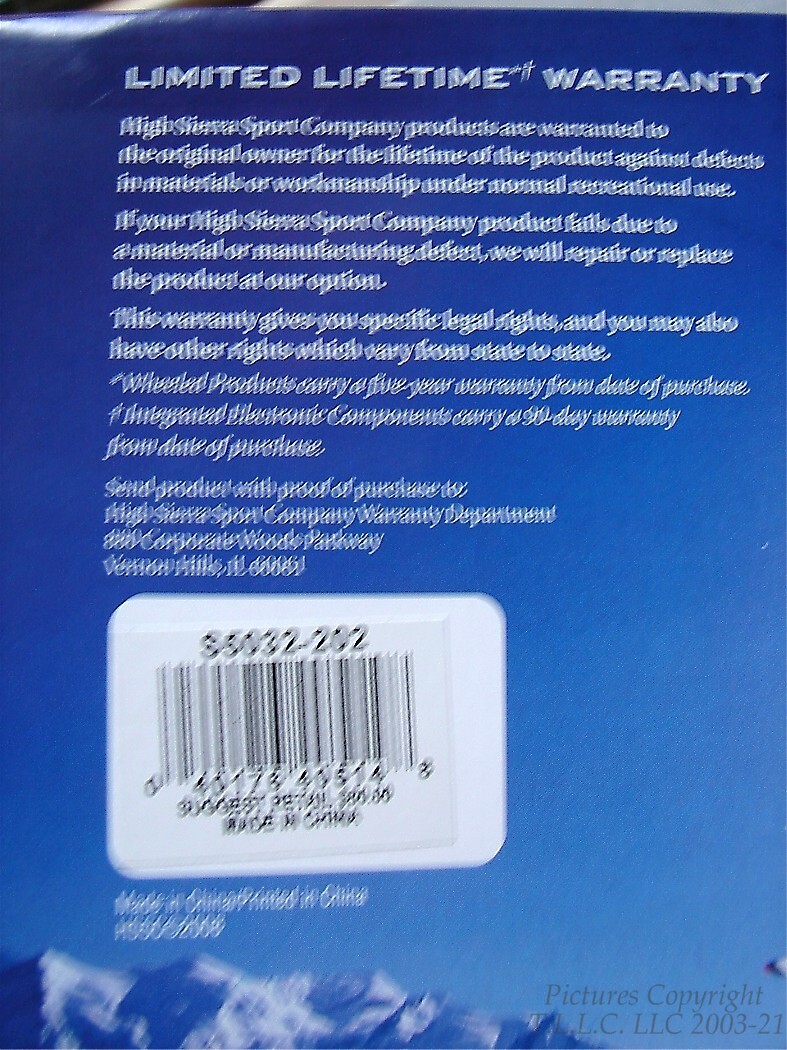 LIMITED LIFETIME*† WARRANTY
High Sierra Sport Company products are warranted to
the original owner for the lifetime of the product against defects
in materials or workmanship under normal recreational use.
If your High Sierra Sport Company product fails due to
a material or manufacturing defect, we will repair or replace
the product at our option.
This warranty gives you specific legal rights, and you may also
have other rights which vary from state to state.
*Wheeled Products carry a five-year warranty from date of purchase.
† Integrated Electronic Components carry a 90-day warranty
from date of purchase.
Send product with proof of purchase to:
High Sierra Sport Company Warranty Department
880 Corporate Woods Parkway
Vernon Hills, IL 60061
S5032-202
SUGGEST RETAIL
MADE IN CHINA
Made in China/Printed in China
Pictures Copyright
T.L.L.C. LLC 2003-21